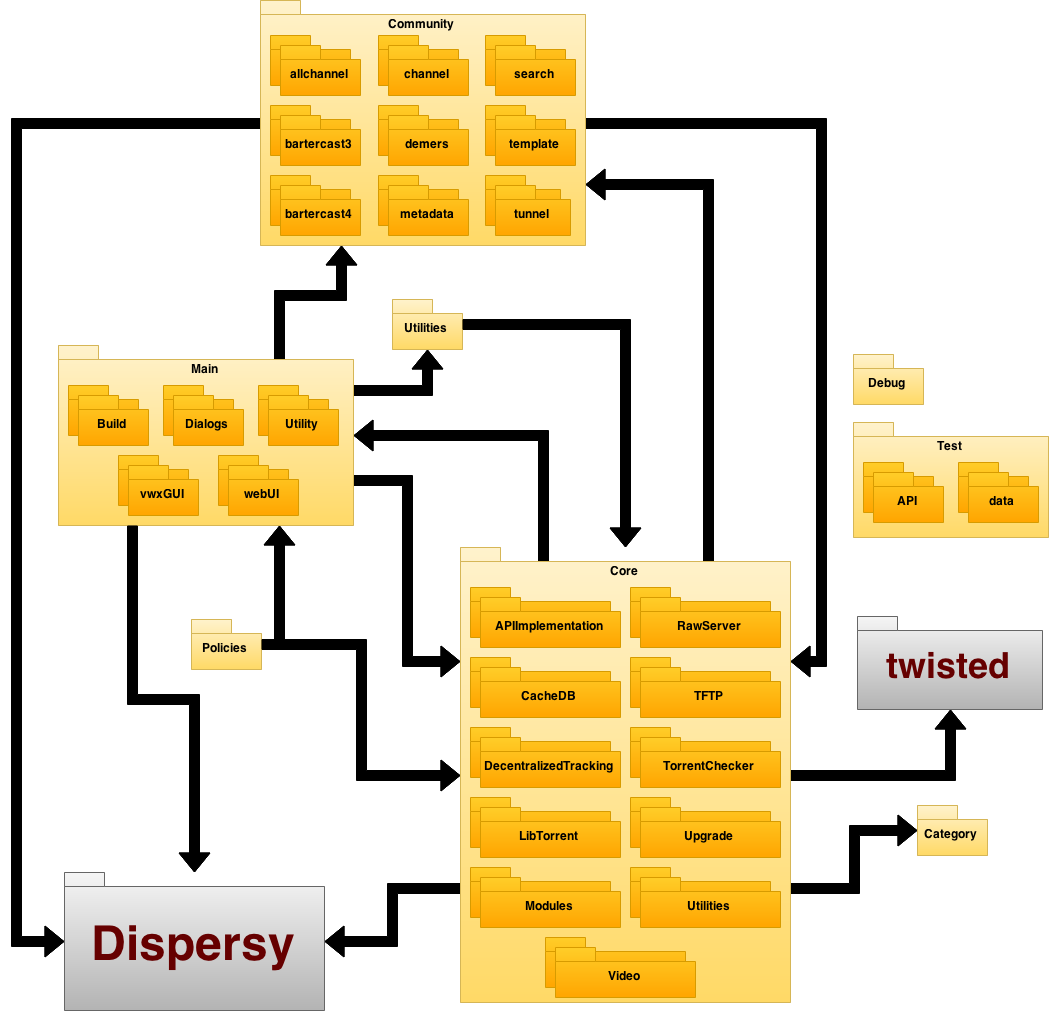 Community
allchannel
channel
search
bartercast3
demers
template
bartercast4
metadata
tunnel
Utilities
Main
Build
Dialogs
Utility
vwxGUI
webUI
Debug
Test
API
data
Policies
Core
APIImplementation
RawServer
CacheDB
TFTP
DecentralizedTracking
TorrentChecker
LibTorrent
Upgrade
Modules
Utilities
Video
twisted
Category
Dispersy